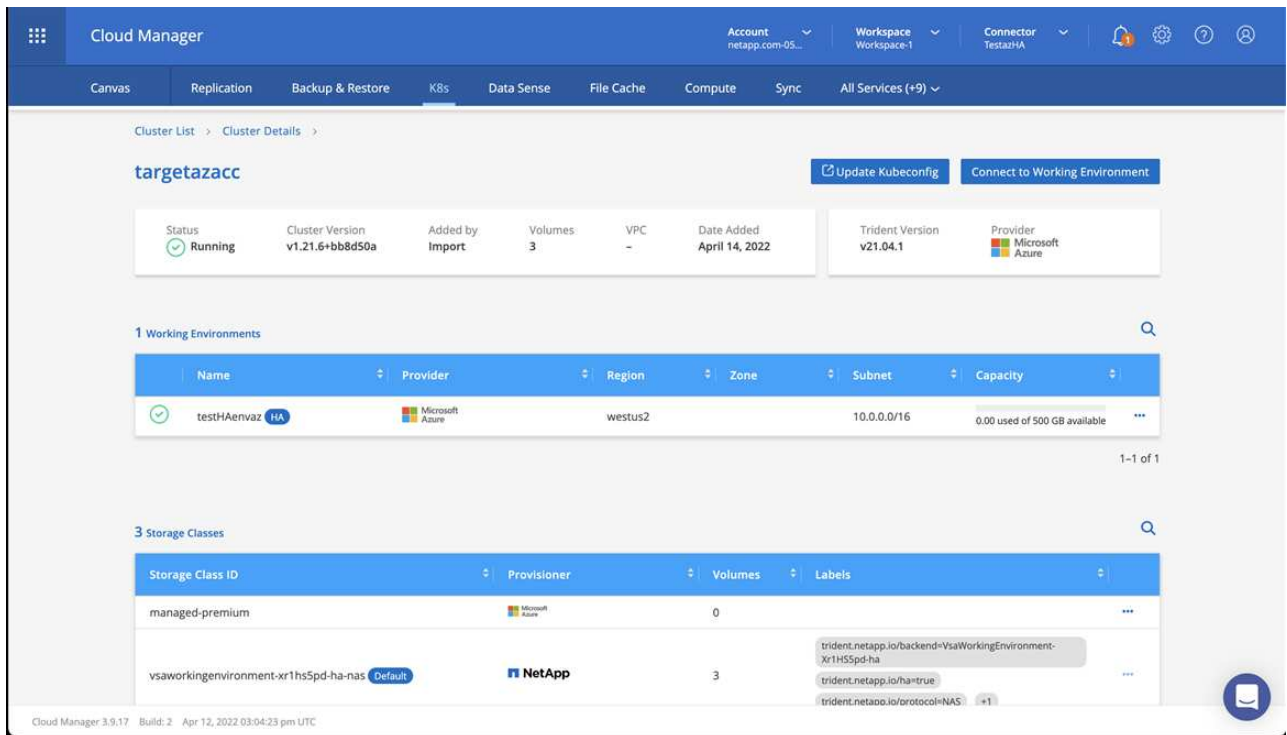 Cloud Manager
Account
netapp.com-05...
Workspace
Workspace-1
Connector
TestazHA
1
Canvas Replication Backup & Restore K8s Data Sense File Cache Compute Sync All Services (+9)
Cluster List > Cluster Details >
targetazacc
Update Kubeconfig Connect to Working Environment
Status Cluster Version Added by Volumes VPC Date Added Trident Version Provider
Running v1.21.6+bb8d50a Import 3 – April 14, 2022 v21.04.1 Microsoft
Azure
1 Working Environments
Name Provider Region Zone Subnet Capacity
testHAenvaz HA Microsoft Azure westus2 10.0.0.0/16 0.00 used of 500 GB available
1–1 of 1
3 Storage Classes
Storage Class ID Provisioner Volumes Labels
managed-premium Microsoft Azure 0
trident.netapp.io/backend=VsaWorkingEnvironment-
Xr1HS5pd-ha
vsaworkingenvironment-xr1hs5pd-ha-nas Default NetApp 3 trident.netapp.io/ha=true
trident.netapp.io/protocol=NAS +1
Cloud Manager 3.9.17 Build: 2 Apr 12, 2022 03:04:23 pm UTC